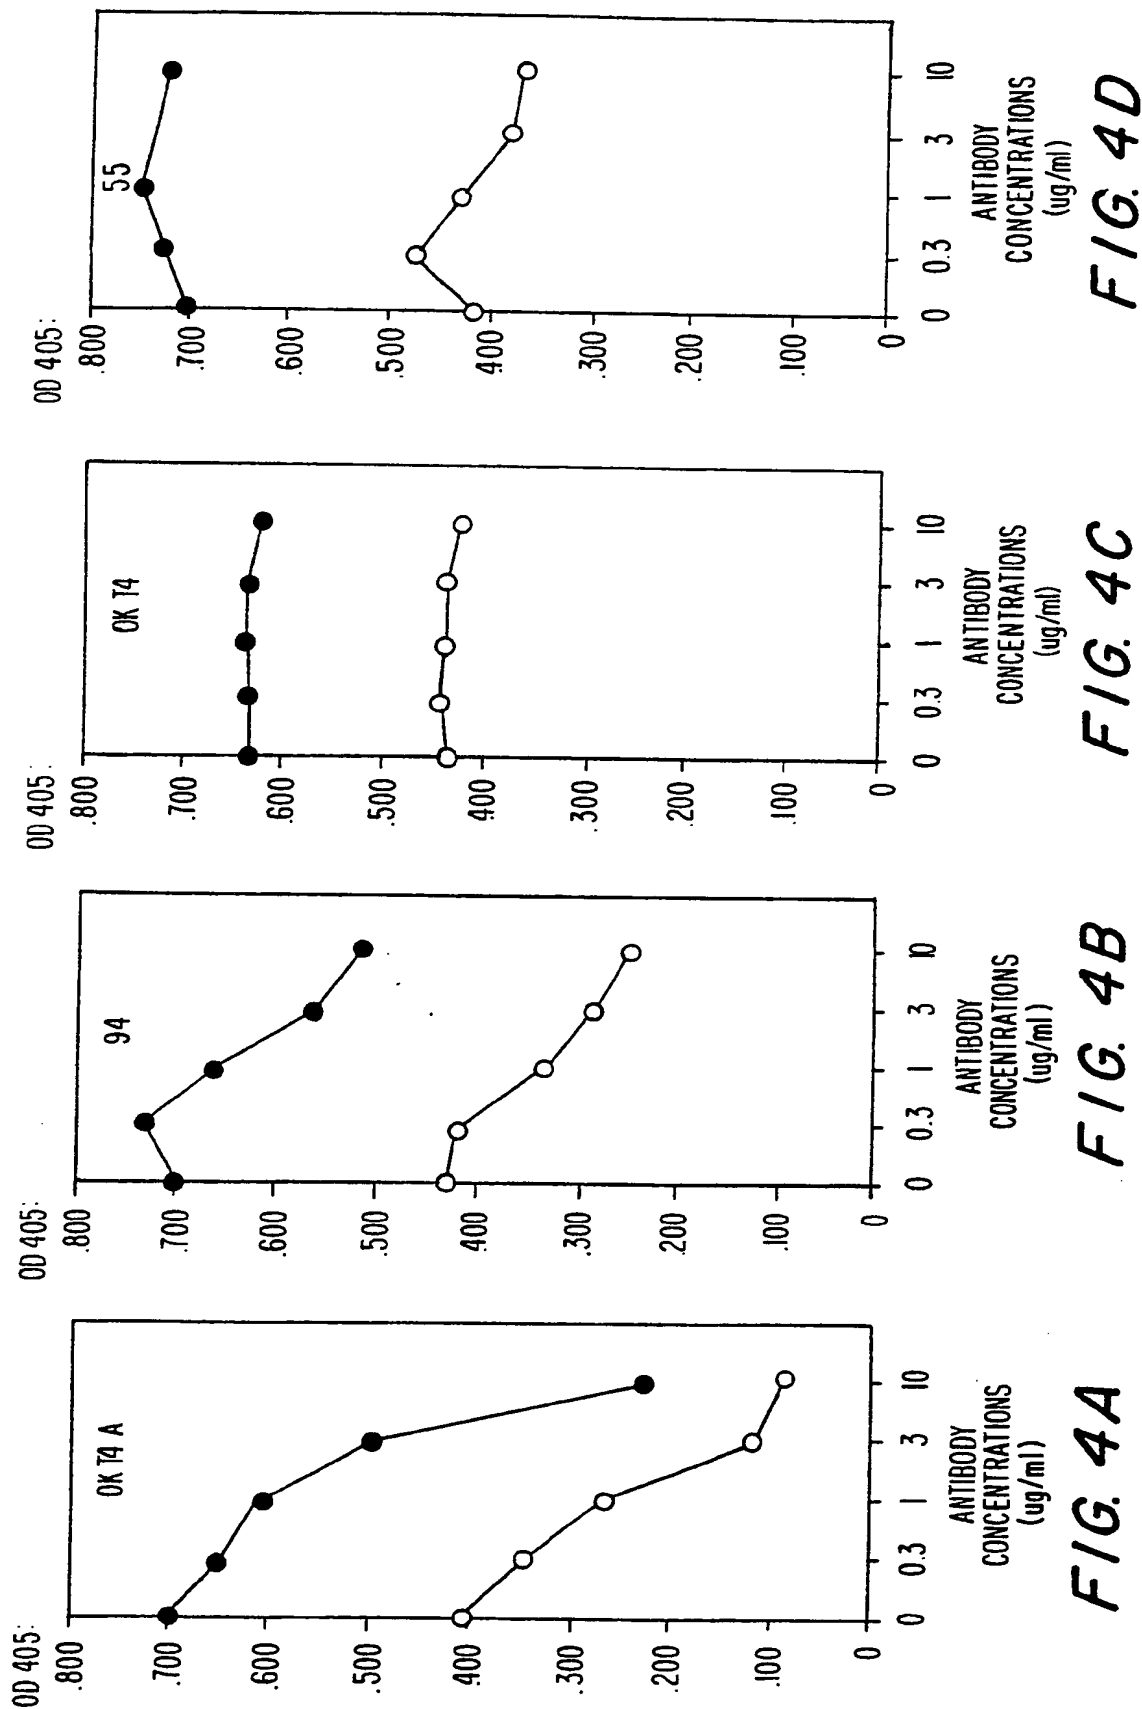 OD 405:
.800
.700
.600
.500
.400
.300
.200
.100
0
OKT4 A
0 0.3 1 3 10
ANTIBODY
CONCENTRATIONS
(ug/ml)
FIG. 4A
OD 405:
.800
.700
.600
.500
.400
.300
.200
.100
0
94
0 0.3 1 3 10
ANTIBODY
CONCENTRATIONS
(ug/ml)
FIG. 4B
OD 405:
.800
.700
.600
.500
.400
.300
.200
.100
0
OKT4
0 0.3 1 3 10
ANTIBODY
CONCENTRATIONS
(ug/ml)
FIG. 4C
OD 405:
.800
.700
.600
.500
.400
.300
.200
.100
0
55
0 0.3 1 3 10
ANTIBODY
CONCENTRATIONS
(ug/ml)
FIG. 4D